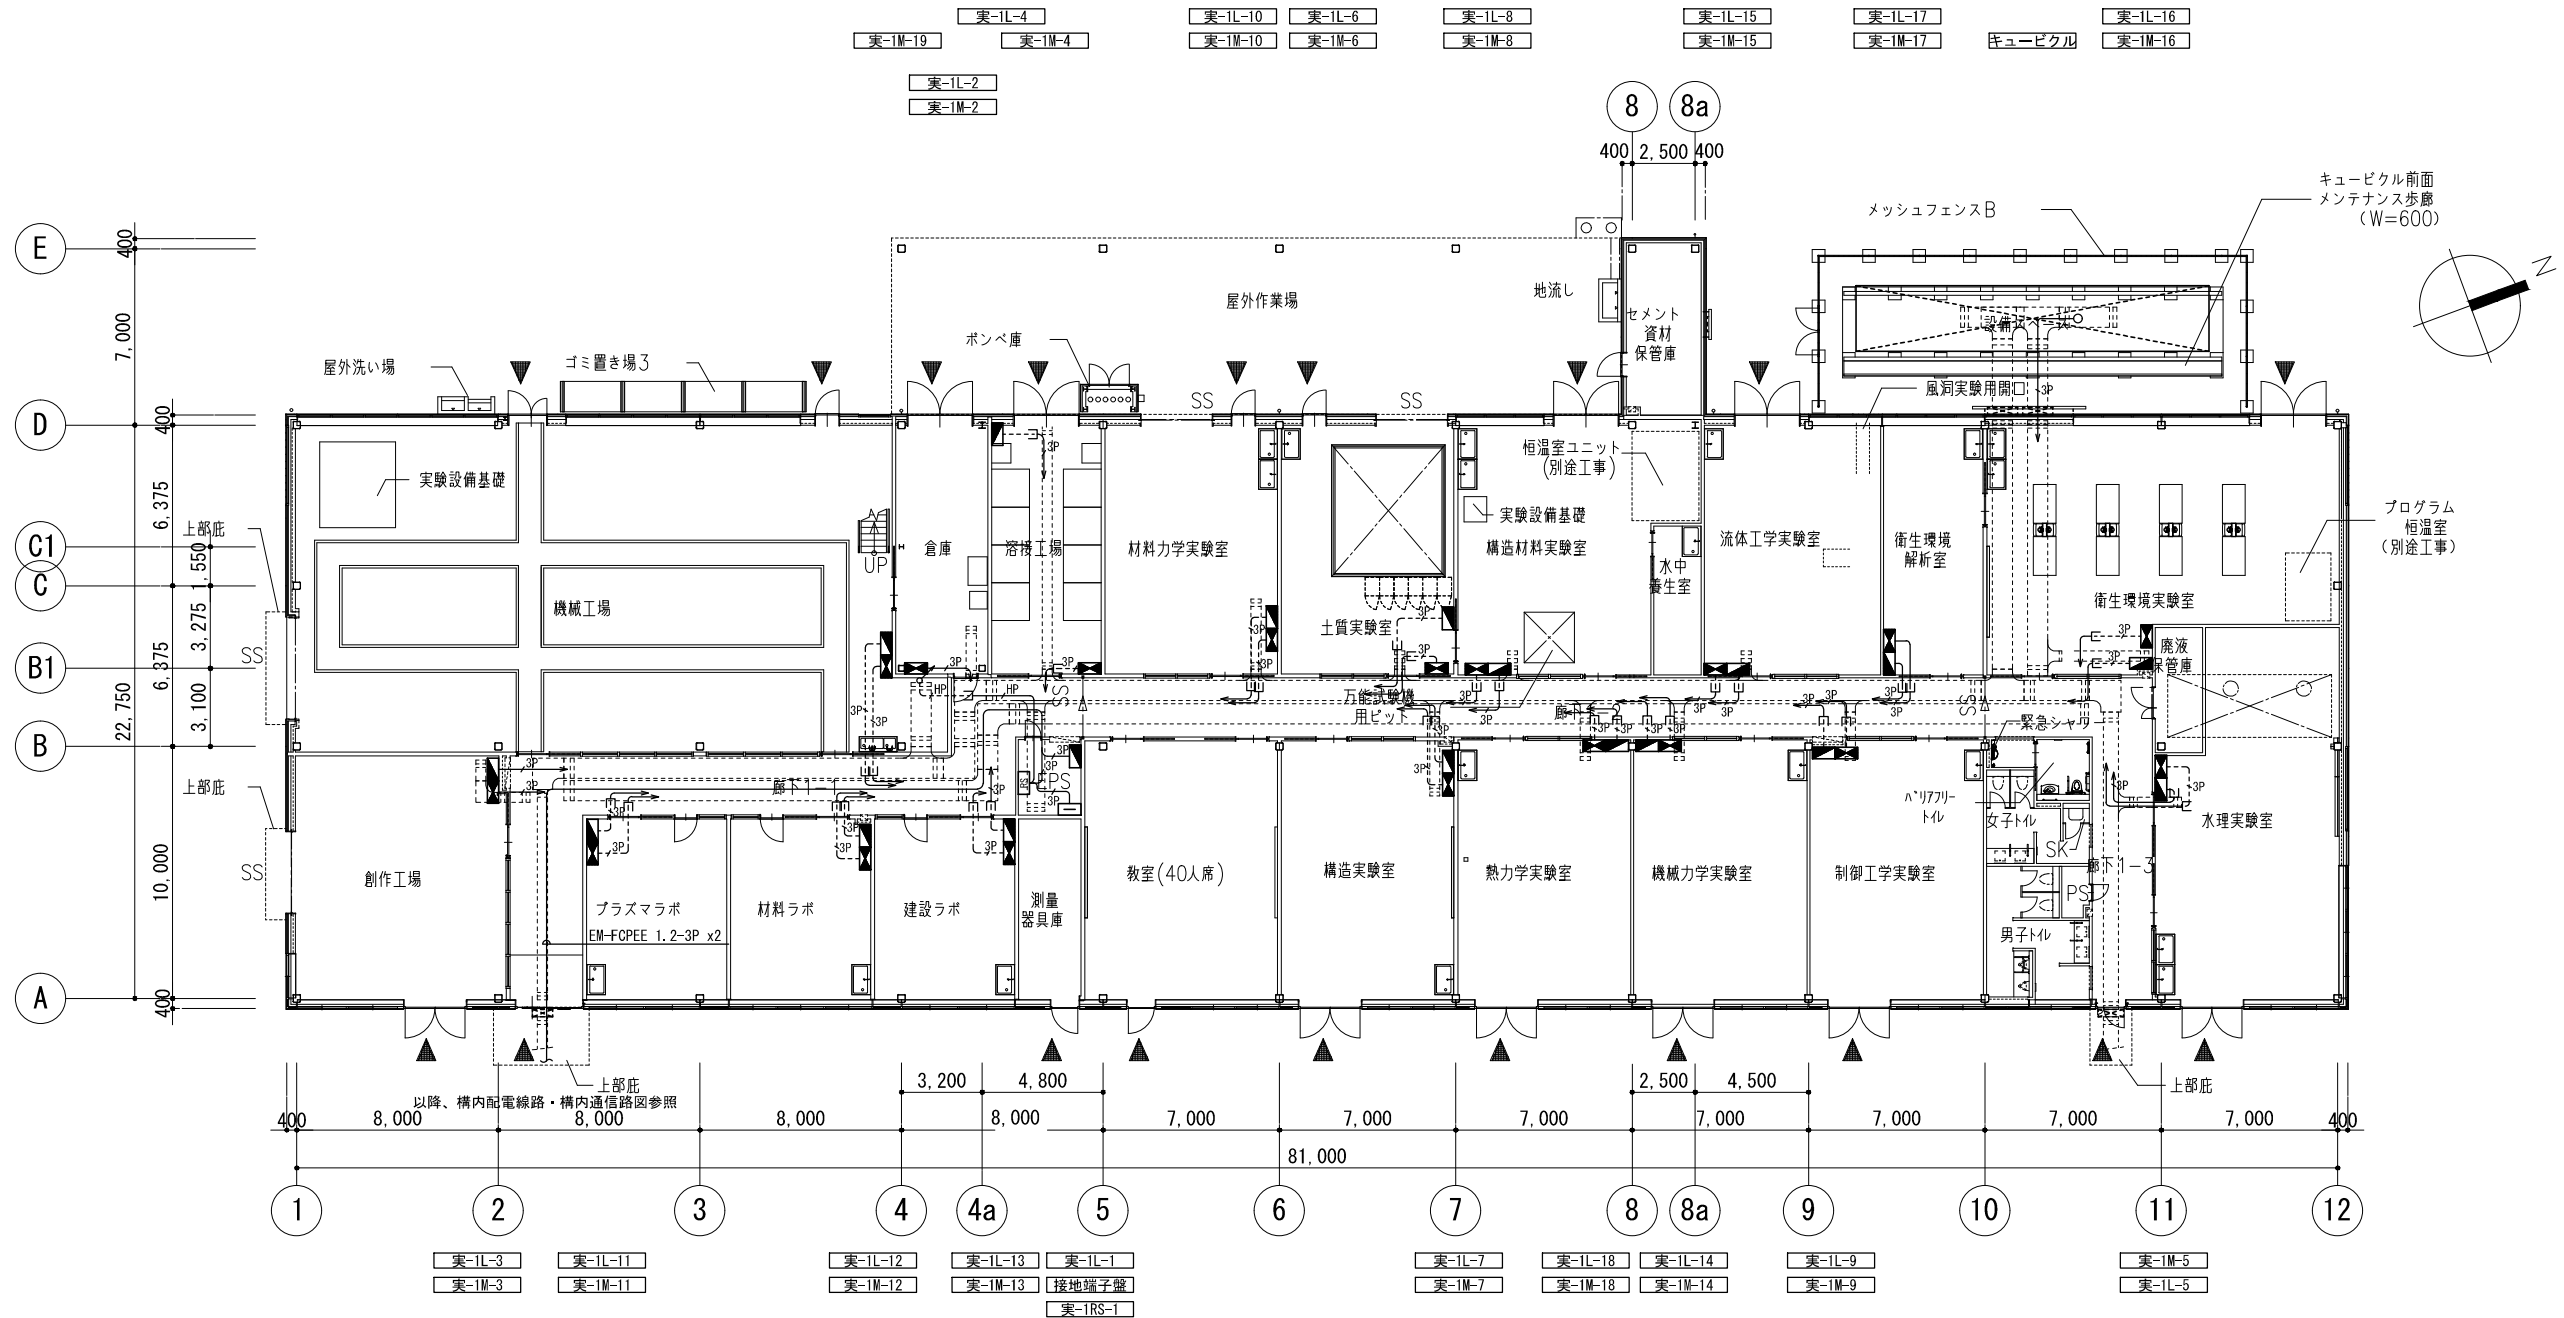 実-1L-4
実-1L-10
実-1L-6
実-1L-8
実-1L-15
実-1L-17
実-1L-16
実-1M-19
実-1M-4
実-1M-10
実-1M-6
実-1M-8
実-1M-15
実-1M-17
キュービクル
実-1M-16
実-1L-2
実-1M-2
8
8a
400
2,500
400
キュービクル前面
メンテナンス歩廊
(W=600)
メッシュフェンスB
N
E
400
7,000
屋外作業場
地流し
セメント
資材
保管庫
ボンベ庫
ゴミ置き場3
屋外洗い場
風洞実験用開口
3P
SS
SS
D
400
実験設備基礎
恒温室ユニット
(別途工事)
実験設備基礎
プログラム
恒温室
(別途工事)
上部庇
6,375
C1
1,550
C
UP
倉庫
溶接工場
材料力学実験室
構造材料実験室
流体工学実験室
衛生環境
解析室
水中
養生室
衛生環境実験室
機械工場
土質実験室
3,275
6,375
廃液
保管庫
SS
B1
3P
3P
3P
3P
HP
HP
SS
3P
3P
22,750
3,100
B
万能試験機
用ピット
SS
緊急シャワー
上部庇
廊下1-1
RS
PS
バリアフリー
トイレ
女子トイレ
SK
廊下1-3
水理実験室
10,000
SS
創作工場
プラズマラボ
材料ラボ
建設ラボ
測量
器具庫
教室(40人席)
構造実験室
熱力学実験室
機械力学実験室
制御工学実験室
PS
男子トイレ
EM-FCPEE 1.2-3P x2
A
400
上部庇
以降、構内配電線路・構内通信路図参照
上部庇
3,200
4,800
2,500
4,500
400
8,000
8,000
8,000
8,000
7,000
7,000
7,000
7,000
7,000
7,000
7,000
400
81,000
1
2
3
4
4a
5
6
7
8
8a
9
10
11
12
実-1L-3
実-1L-11
実-1L-12
実-1L-13
実-1L-1
実-1L-7
実-1L-18
実-1L-14
実-1L-9
実-1M-5
実-1M-3
実-1M-11
実-1M-12
実-1M-13
接地端子盤
実-1M-7
実-1M-18
実-1M-14
実-1M-9
実-1L-5
実-1RS-1